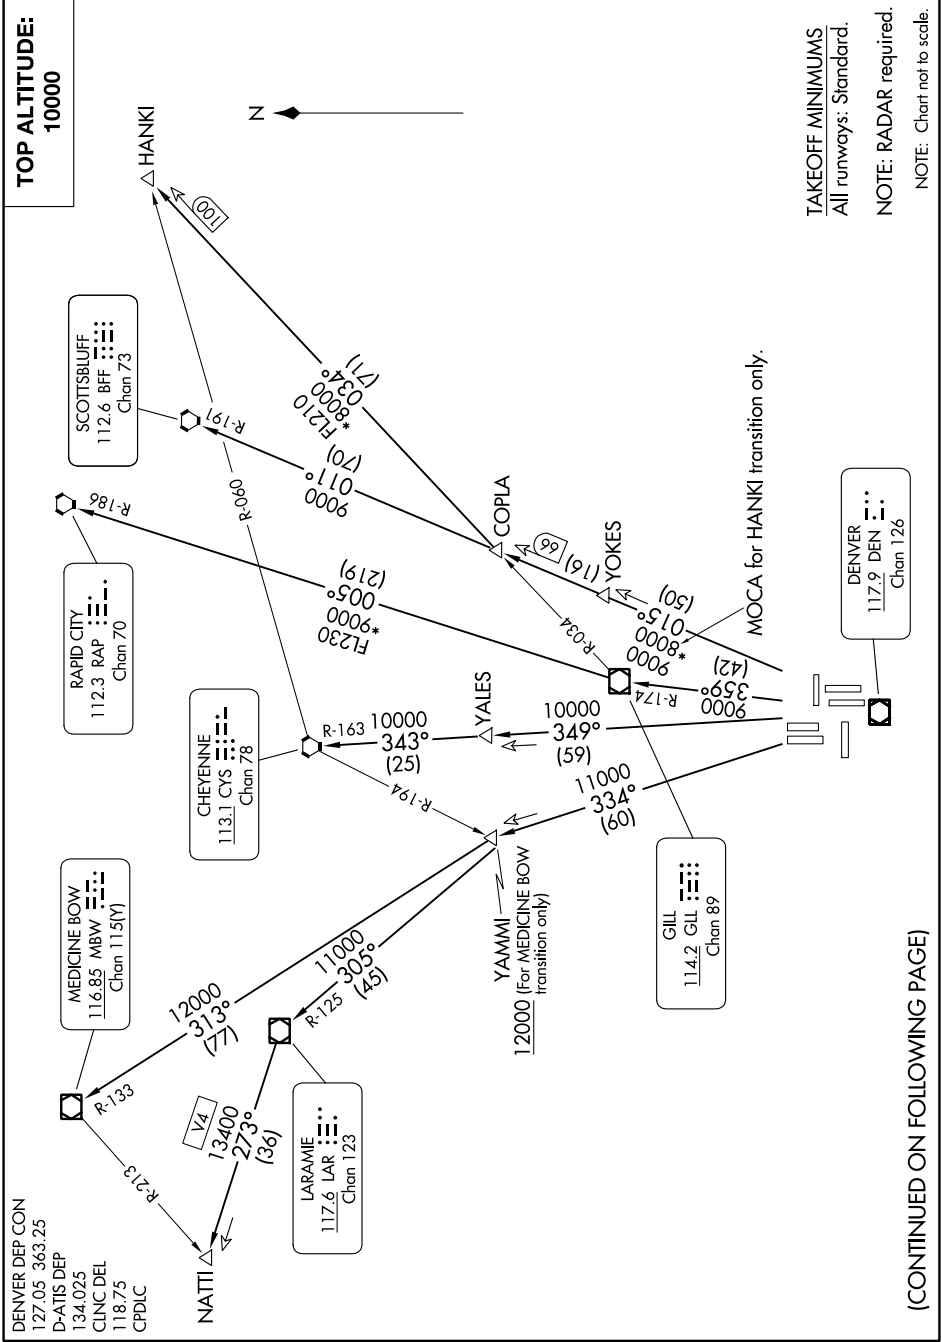 DENVER DEP CON
127.05 363.25
D-ATIS DEP
134.025
CLNC DEL
118.75
CPDLC
TOP ALTITUDE:
10000
MEDICINE BOW
116.85 MBW
Chan 115(Y)
R-133
R-213
NATTI
V4
13400
273°
(36)
12000
313°
(77)
LARAMIE
117.6 LAR
Chan 123
R-125
11000
305°
(45)
YAMMI
12000 (For MEDICINE BOW
transition only)
CHEYENNE
113.1 CYS
Chan 78
R-163
R-194
R-060
10000
343°
(25)
YALES
10000
349°
(59)
11000
334°
(60)
RAPID CITY
112.3 RAP
Chan 70
R-186
FL230
*9000
005°
(219)
SCOTTSBLUFF
112.6 BFF
Chan 73
R-191
9000
011°
(70)
HANKI
100
FL210
*8000
034°
(71)
N
COPLA
66
(16)
YOKES
R-034
9000
*8000
015°
(50)
MOCA for HANKI transition only.
R-174
9000
359°
(42)
GILL
114.2 GLL
Chan 89
DENVER
117.9 DEN
Chan 126
TAKEOFF MINIMUMS
All runways: Standard.
NOTE: RADAR required.
NOTE: Chart not to scale.
(CONTINUED ON FOLLOWING PAGE)